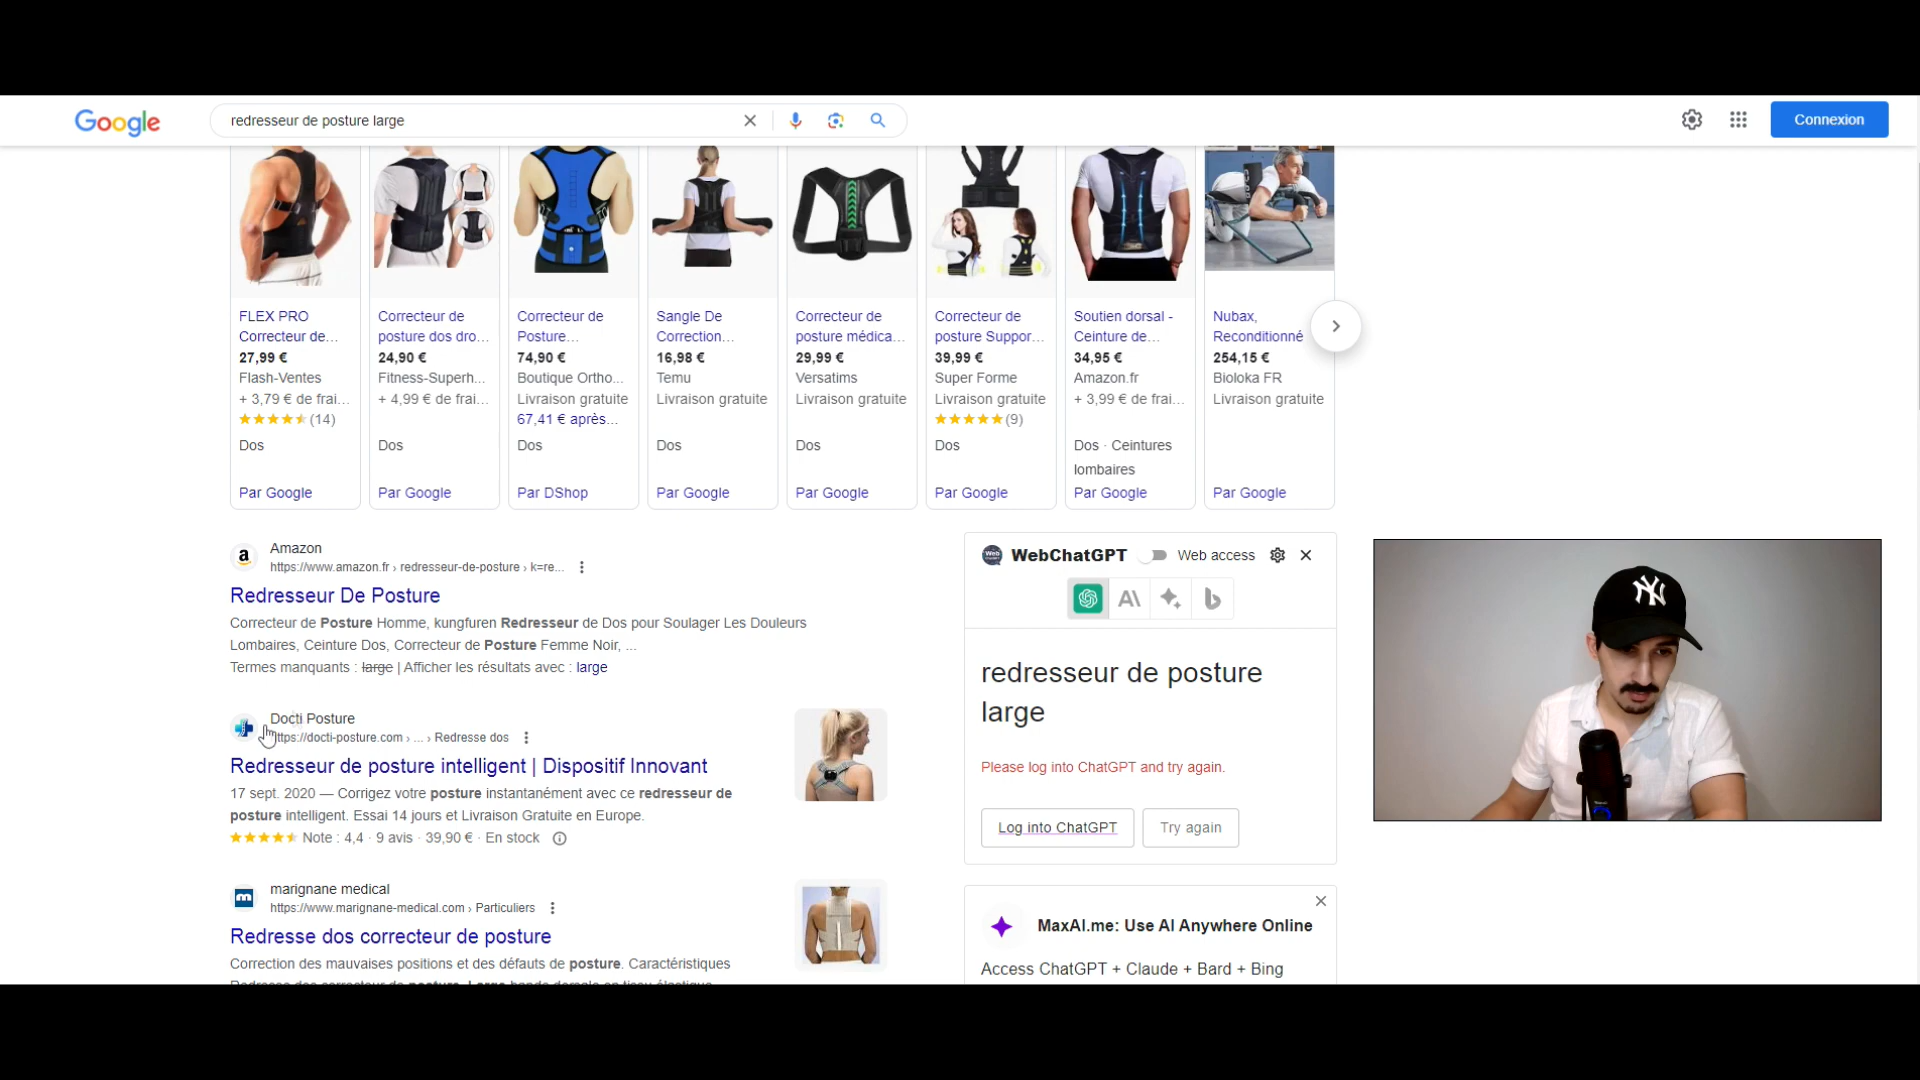 Google
redresseur de posture large
Connexion
FLEX PRO
Correcteur de...
27,99 €
Flash-Ventes
+ 3,79 € de frai...
(14)
Dos
Par Google
Correcteur de
posture dos dro...
24,90 €
Fitness-Superh...
+ 4,99 € de frai...
Dos
Par Google
Correcteur de
Posture...
74,90 €
Boutique Ortho...
Livraison gratuite
67,41 € après...
Dos
Par DShop
Sangle De
Correction...
16,98 €
Temu
Livraison gratuite
Dos
Par Google
Correcteur de
posture médica...
29,99 €
Versatims
Livraison gratuite
Dos
Par Google
Correcteur de
posture Suppor...
39,99 €
Super Forme
Livraison gratuite
(9)
Dos
Par Google
Soutien dorsal -
Ceinture de...
34,95 €
Amazon.fr
+ 3,99 € de frai...
Dos · Ceintures
lombaires
Par Google
Nubax,
Reconditionné
254,15 €
Bioloka FR
Livraison gratuite
Par Google
Amazon
https://www.amazon.fr › redresseur-de-posture › k=re...
Redresseur De Posture
Correcteur de Posture Homme, kungfuren Redresseur de Dos pour Soulager Les Douleurs
Lombaires, Ceinture Dos, Correcteur de Posture Femme Noir, ...
Termes manquants : large | Afficher les résultats avec : large
Docti Posture
ttps://docti-posture.com › ... › Redresse dos
Redresseur de posture intelligent | Dispositif Innovant
17 sept. 2020 — Corrigez votre posture instantanément avec ce redresseur de
posture intelligent. Essai 14 jours et Livraison Gratuite en Europe.
Note : 4,4 · 9 avis · 39,90 € · En stock
marignane medical
https://www.marignane-medical.com › Particuliers
Redresse dos correcteur de posture
Correction des mauvaises positions et des défauts de posture. Caractéristiques
WebChatGPT
Web access
redresseur de posture
large
Please log into ChatGPT and try again.
Log into ChatGPT
Try again
MaxAI.me: Use AI Anywhere Online
Access ChatGPT + Claude + Bard + Bing
NY